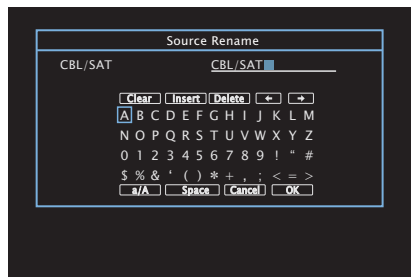 Source Rename
CBL/SAT CBL/SAT
Clear Insert Delete ← →
A B C D E F G H I J K L M
N O P Q R S T U V W X Y Z
0 1 2 3 4 5 6 7 8 9 ! “ #
$ % & ‘ ( ) * + , ; < = >
a/A Space Cancel OK